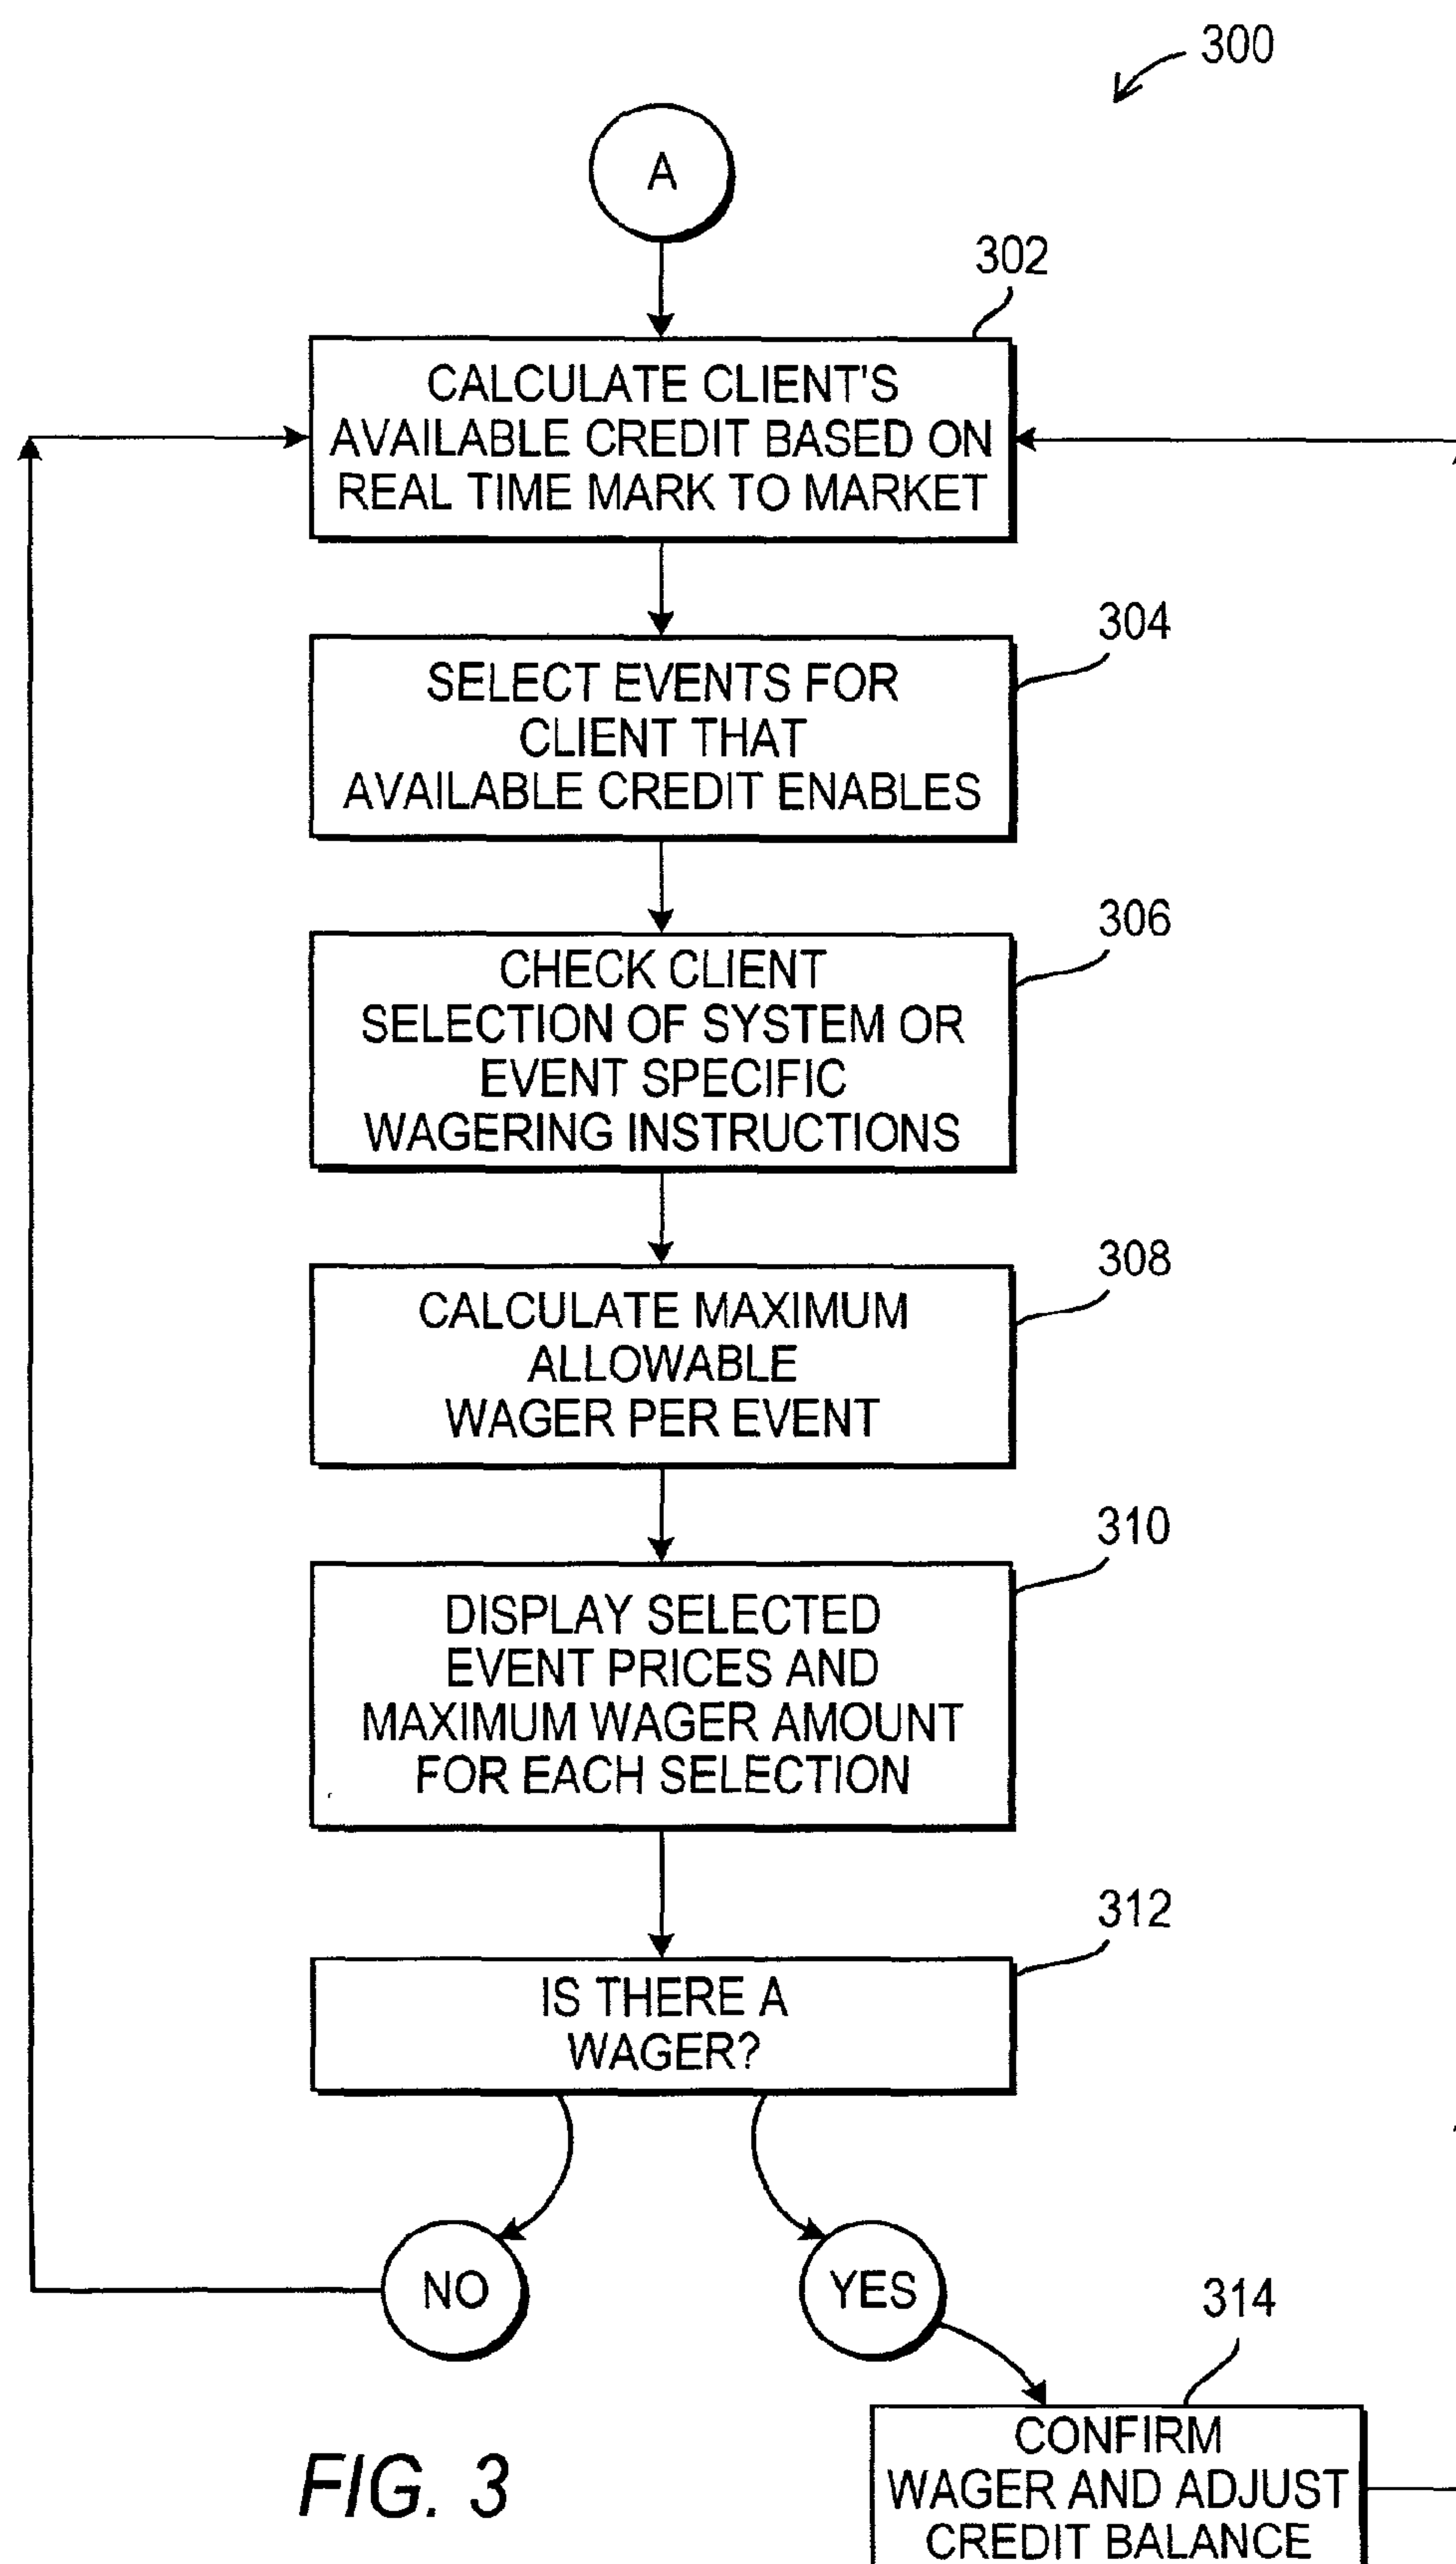 300
A
302
CALCULATE CLIENT'S
AVAILABLE CREDIT BASED ON
REAL TIME MARK TO MARKET
304
SELECT EVENTS FOR
CLIENT THAT
AVAILABLE CREDIT ENABLES
306
CHECK CLIENT
SELECTION OF SYSTEM OR
EVENT SPECIFIC
WAGERING INSTRUCTIONS
308
CALCULATE MAXIMUM
ALLOWABLE
WAGER PER EVENT
310
DISPLAY SELECTED
EVENT PRICES AND
MAXIMUM WAGER AMOUNT
FOR EACH SELECTION
312
IS THERE A
WAGER?
NO
YES
314
CONFIRM
WAGER AND ADJUST
CREDIT BALANCE
FIG. 3